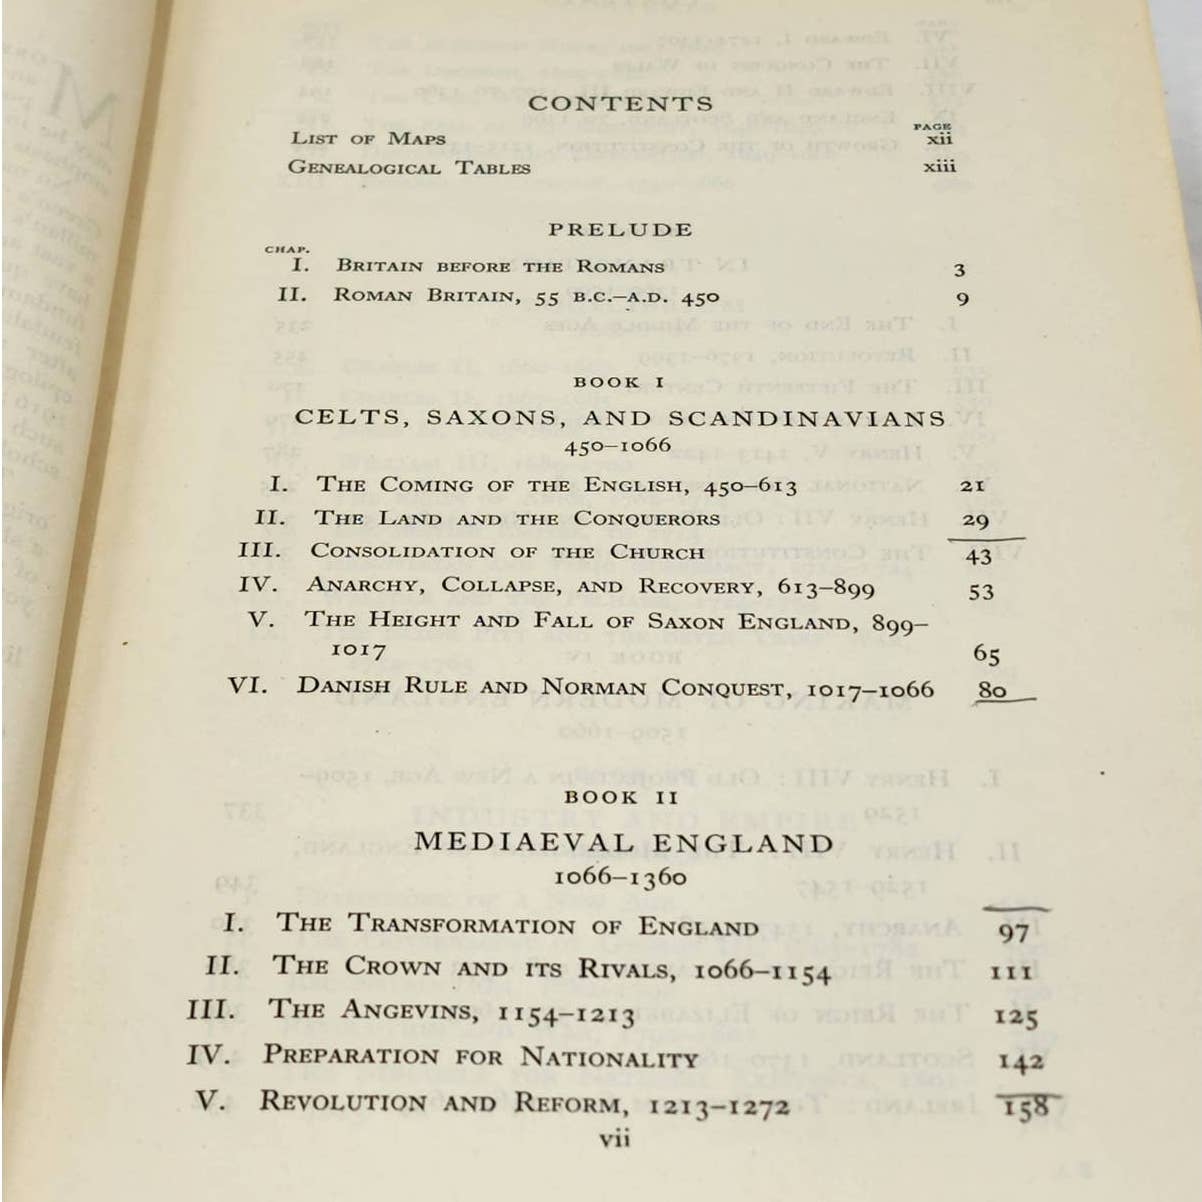 CONTENTS
PAGE
LIST OF MAPS xii
GENEALOGICAL TABLES xiii
PRELUDE
CHAP.
I. BRITAIN BEFORE THE ROMANS 3
II. ROMAN BRITAIN, 55 B.C.–A.D. 450 9
BOOK I
CELTS, SAXONS, AND SCANDINAVIANS
450–1066
I. THE COMING OF THE ENGLISH, 450–613 21
II. THE LAND AND THE CONQUERORS 29
III. CONSOLIDATION OF THE CHURCH 43
IV. ANARCHY, COLLAPSE, AND RECOVERY, 613–899 53
V. THE HEIGHT AND FALL OF SAXON ENGLAND, 899–
1017 65
VI. DANISH RULE AND NORMAN CONQUEST, 1017–1066 80
BOOK II
MEDIAEVAL ENGLAND
1066–1360
I. THE TRANSFORMATION OF ENGLAND 97
II. THE CROWN AND ITS RIVALS, 1066–1154 111
III. THE ANGEVINS, 1154–1213 125
IV. PREPARATION FOR NATIONALITY 142
V. REVOLUTION AND REFORM, 1213–1272 158
vii